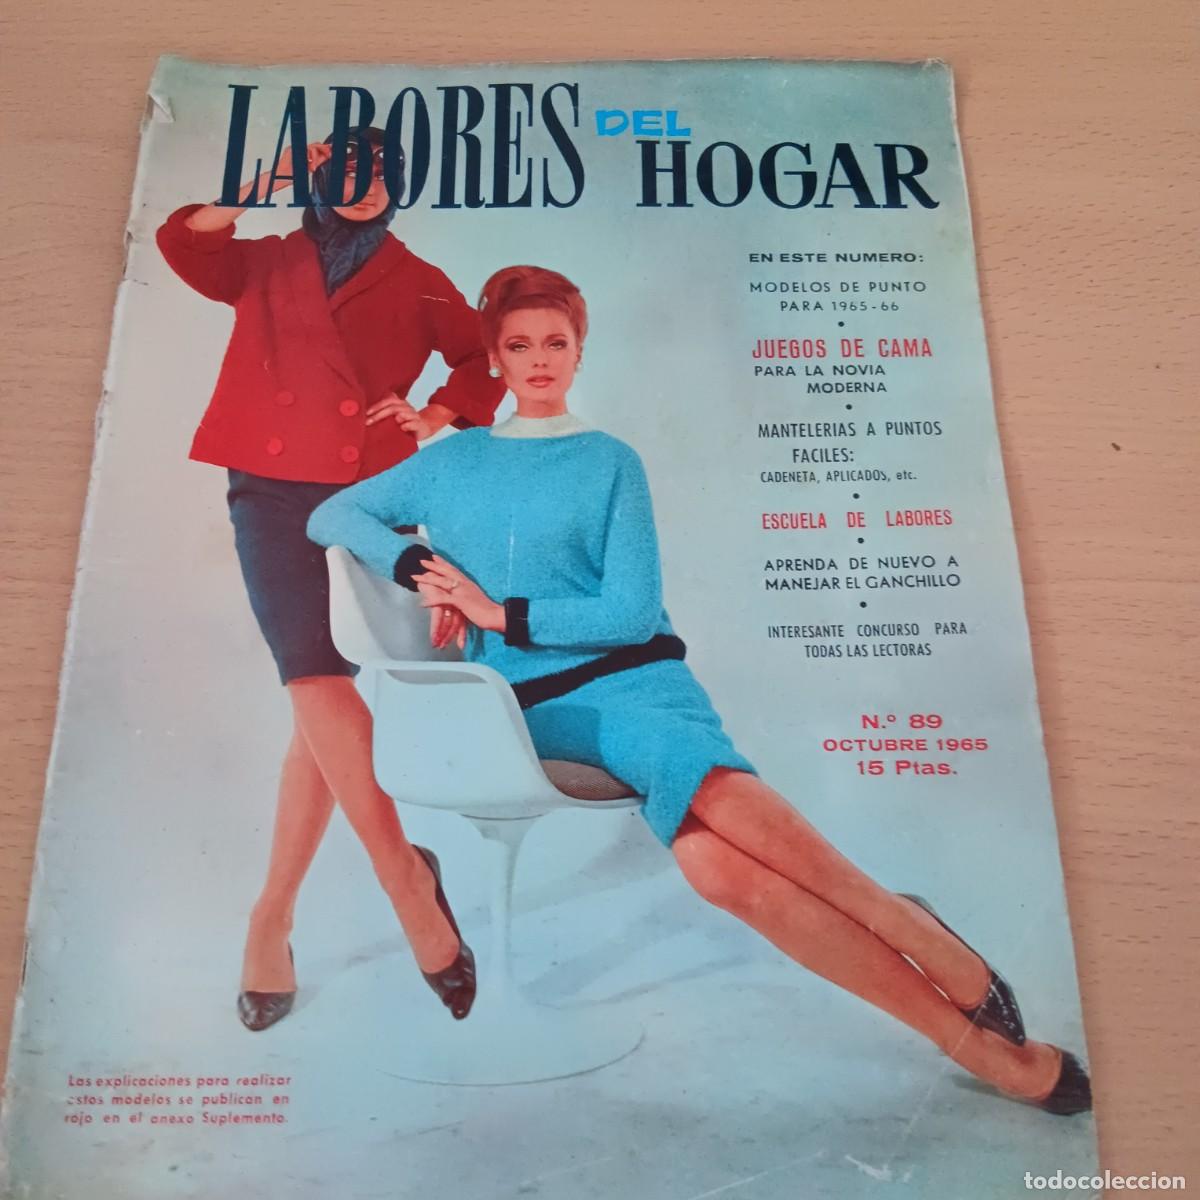 LABORES DEL HOGAR
EN ESTE NUMERO:
MODELOS DE PUNTO
PARA 1965-66
•
JUEGOS DE CAMA
PARA LA NOVIA
MODERNA
•
MANTELERIAS A PUNTOS
FACILES:
CADENETA, APLICADOS, etc.
•
ESCUELA DE LABORES
•
APRENDA DE NUEVO A
MANEJAR EL GANCHILLO
•
INTERESANTE CONCURSO PARA
TODAS LAS LECTORAS
N.º 89
OCTUBRE 1965
15 Ptas.
Las explicaciones para realizar
estos modelos se publican en
rojo en el anexo Suplemento.
todocoleccion